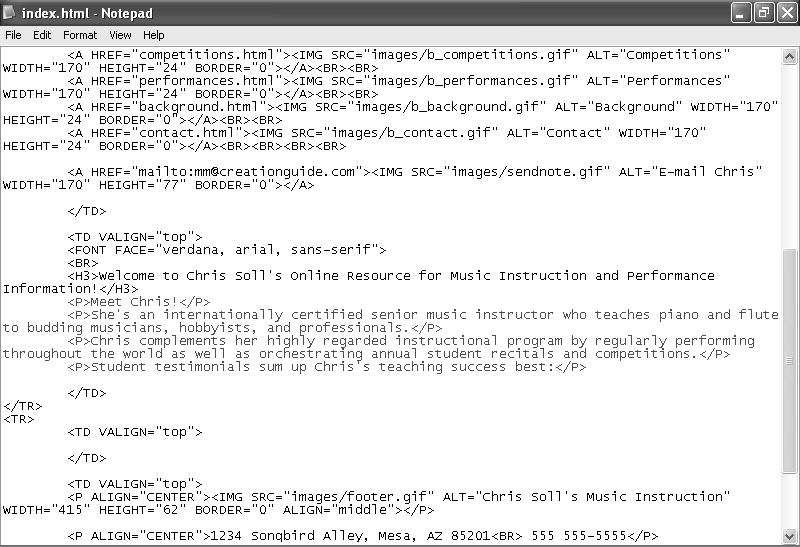 index.html - Notepad
File Edit Format View Help
<A HREF="competitions.html"><IMG SRC="images/b_competitions.gif" ALT="Competitions"
WIDTH="170" HEIGHT="24" BORDER="0"></A><BR><BR>
<A HREF="performances.html"><IMG SRC="images/b_performances.gif" ALT="Performances"
WIDTH="170" HEIGHT="24" BORDER="0"></A><BR><BR>
<A HREF="background.html"><IMG SRC="images/b_background.gif" ALT="Background" WIDTH="170"
HEIGHT="24" BORDER="0"></A><BR><BR>
<A HREF="contact.html"><IMG SRC="images/b_contact.gif" ALT="Contact" WIDTH="170"
HEIGHT="24" BORDER="0"></A><BR><BR><BR>
<A HREF="mailto:mm@creationguide.com"><IMG SRC="images/sendnote.gif" ALT="E-mail Chris"
WIDTH="170" HEIGHT="77" BORDER="0"></A>
</TD>
<TD VALIGN="top">
<FONT FACE="verdana, arial, sans-serif">
<BR>
<H3>Welcome to Chris Soll's Online Resource for Music Instruction and Performance
Information!</H3>
<P>Meet Chris!</P>
<P>She's an internationally certified senior music instructor who teaches piano and flute
to budding musicians, hobbyists, and professionals.</P>
<P>Chris complements her highly regarded instructional program by regularly performing
throughout the world as well as orchestrating annual student recitals and competitions.</P>
<P>Student testimonials sum up Chris's teaching success best:</P>
</TD>
</TR>
<TR>
<TD VALIGN="top">
</TD>
<TD VALIGN="top">
<P ALIGN="CENTER"><IMG SRC="images/footer.gif" ALT="Chris Soll's Music Instruction"
WIDTH="415" HEIGHT="62" BORDER="0" ALIGN="middle"></P>
<P ALIGN="CENTER">1234 Songbird Alley, Mesa, AZ 85201<BR> 555 555-5555</P>